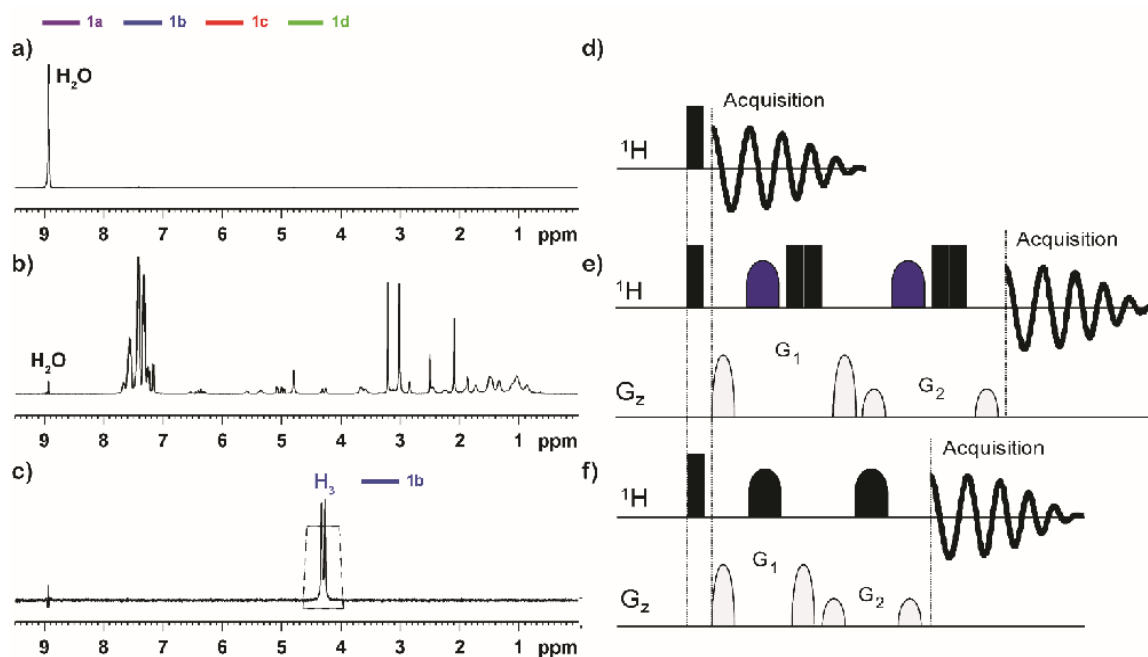 1a 1b 1c 1d
a)
H₂O
9 8 7 6 5 4 3 2 1 ppm
b)
H₂O
9 8 7 6 5 4 3 2 1 ppm
c)
H₃ 1b
9 8 7 6 5 4 3 2 1 ppm
d)
Acquisition
¹H
Acquisition
e)
¹H
G₁
G₂
Gz
Acquisition
f)
¹H
G₁
G₂
Gz